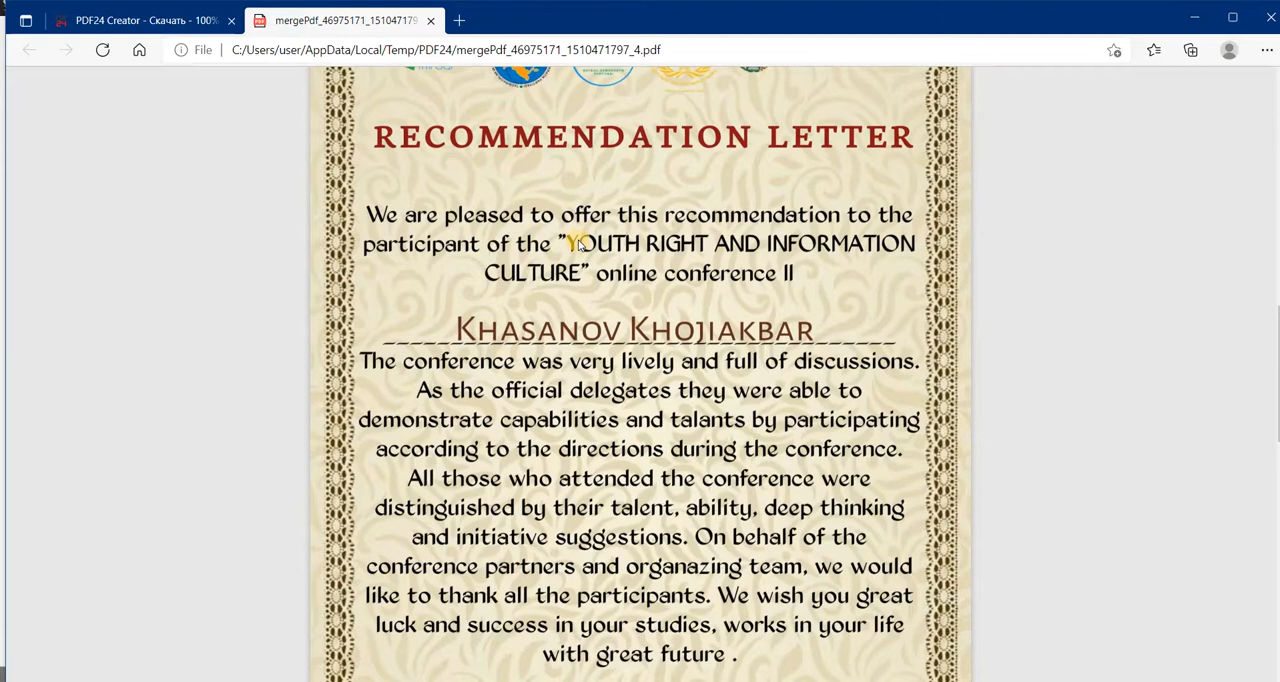 PDF24 Creator - Скачать - 100%
mergePdf_46975171_1510471797
File
C:/Users/user/AppData/Local/Temp/PDF24/mergePdf_46975171_1510471797_4.pdf
RECOMMENDATION LETTER
We are pleased to offer this recommendation to the
participant of the "YOUTH RIGHT AND INFORMATION
CULTURE" online conference II
Khasanov Khojiakbar
The conference was very lively and full of discussions.
As the official delegates they were able to
demonstrate capabilities and talants by participating
according to the directions during the conference.
All those who attended the conference were
distinguished by their talent, ability, deep thinking
and initiative suggestions. On behalf of the
conference partners and organazing team, we would
like to thank all the participants. We wish you great
luck and success in your studies, works in your life
with great future .